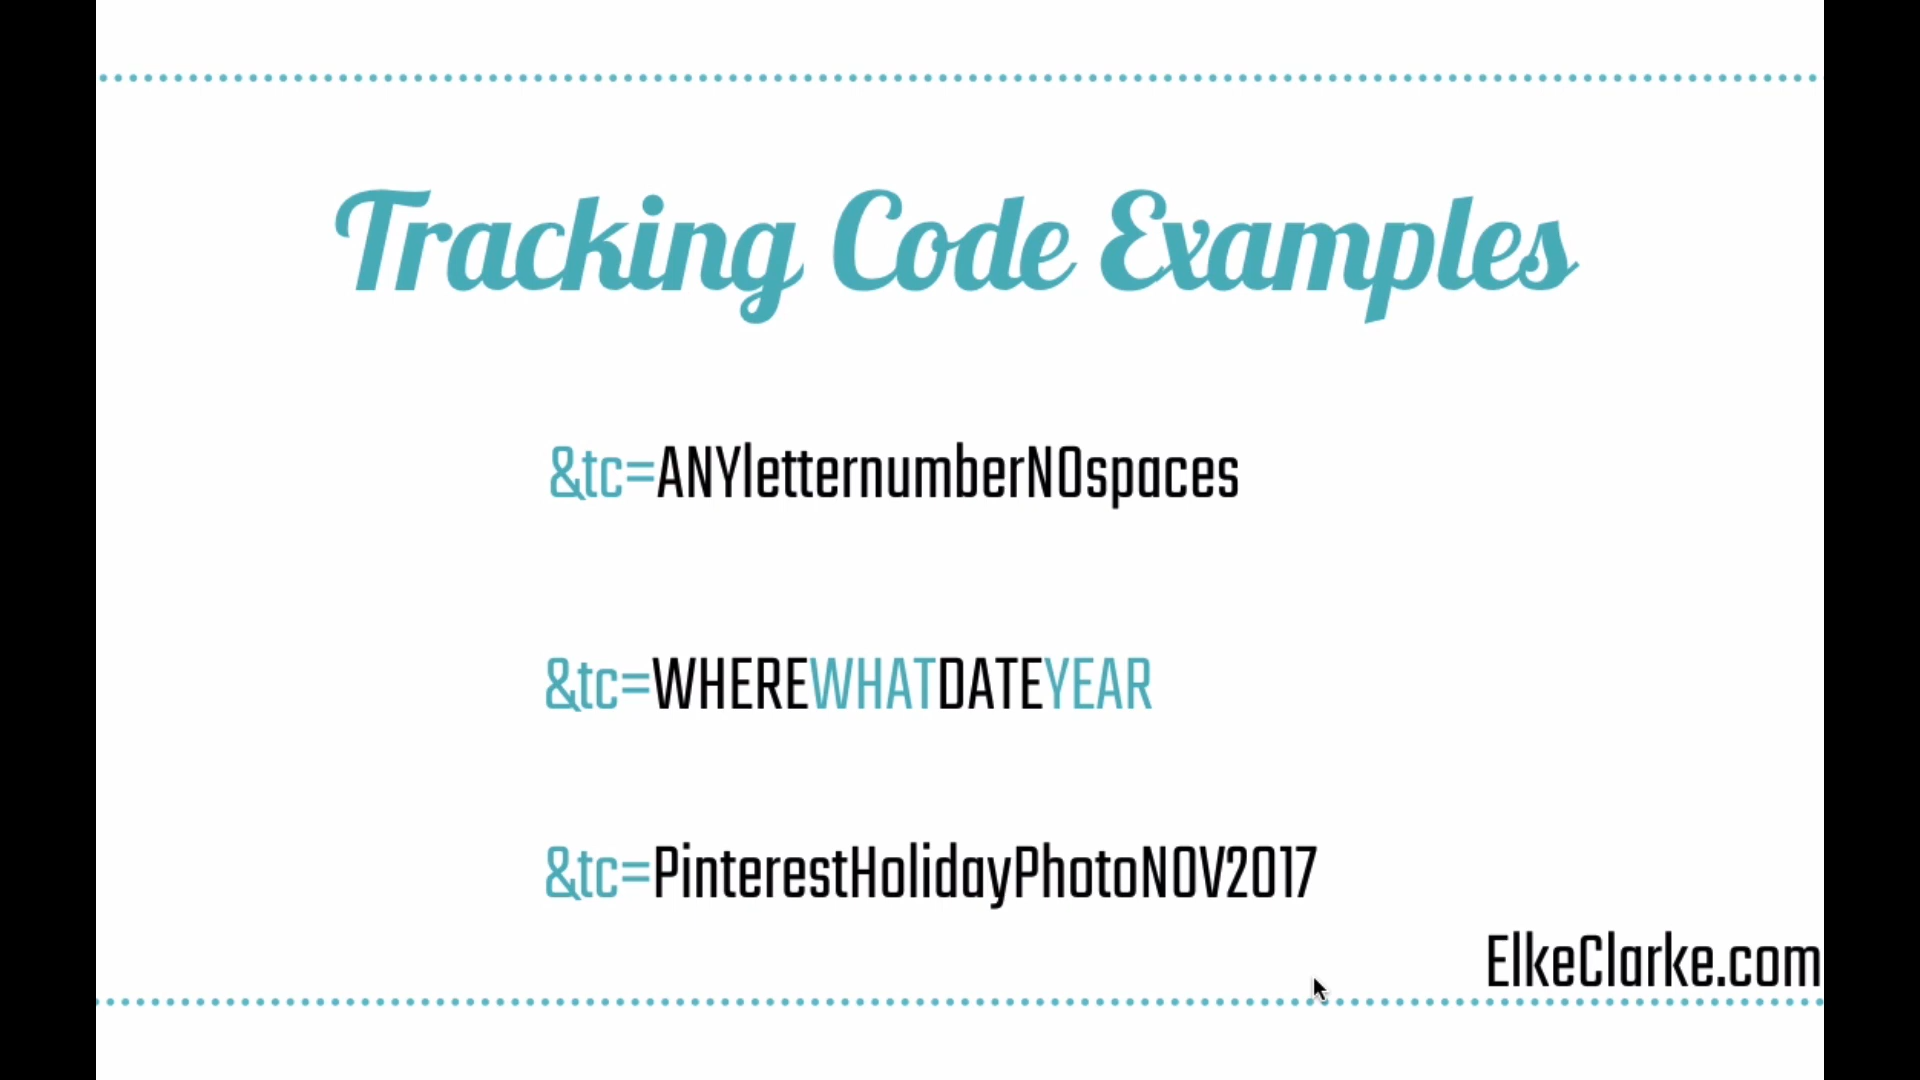 Tracking Code Examples
&tc=ANYletternumberNOspaces
&tc=WHEREWHATDATEYEAR
&tc=PinterestHolidayPhotoNOV2017
ElkeClarke.com